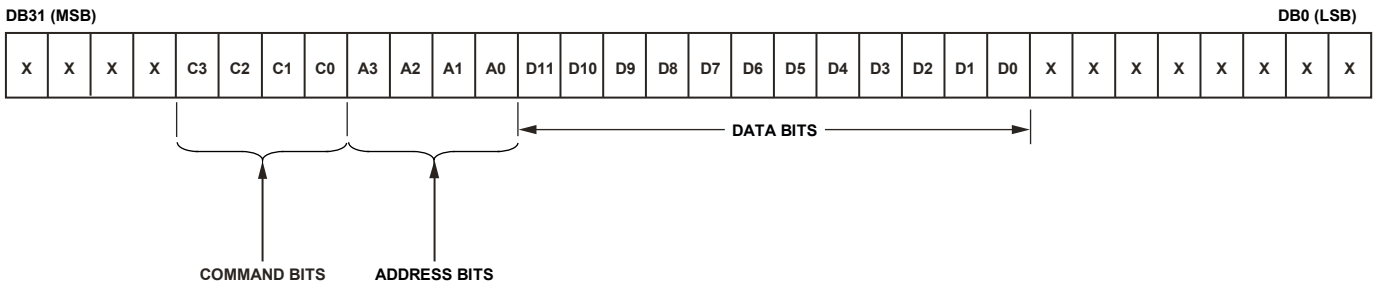 DB31 (MSB) DB0 (LSB)
X X X X C3 C2 C1 C0 A3 A2 A1 A0 D11 D10 D9 D8 D7 D6 D5 D4 D3 D2 D1 D0 X X X X X X X X
DATA BITS
COMMAND BITS ADDRESS BITS